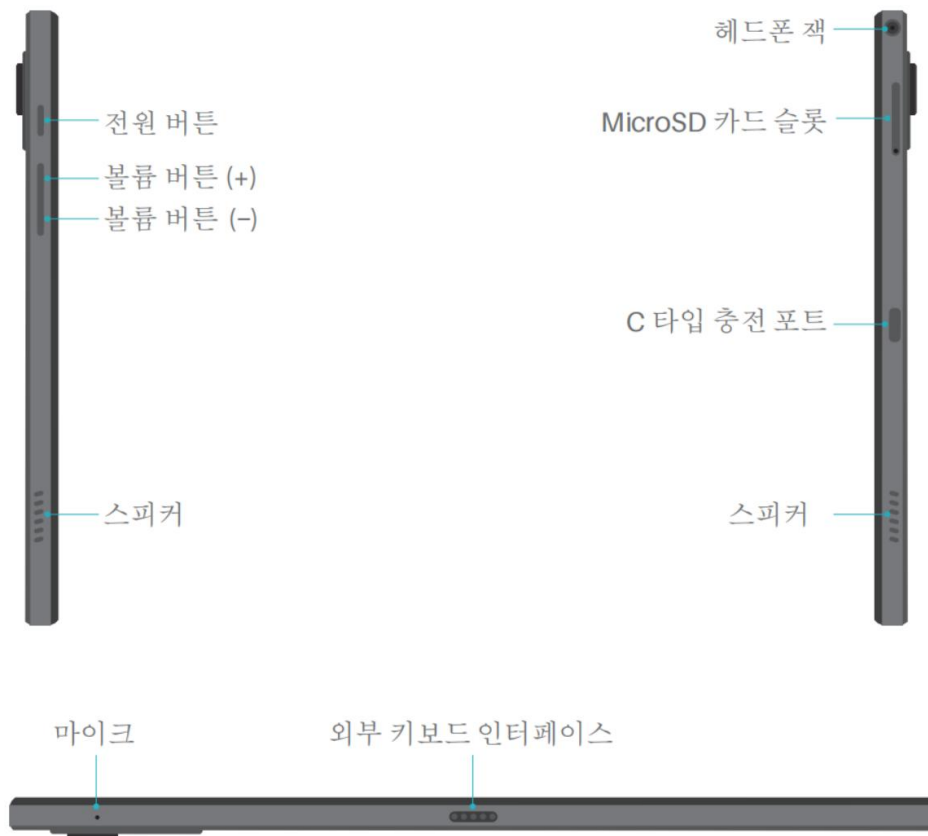 헤드폰 잭
전원 버튼
MicroSD 카드 슬롯
볼륨 버튼 (+)
볼륨 버튼 (−)
C 타입 충전 포트
스피커
스피커
마이크
외부 키보드 인터페이스